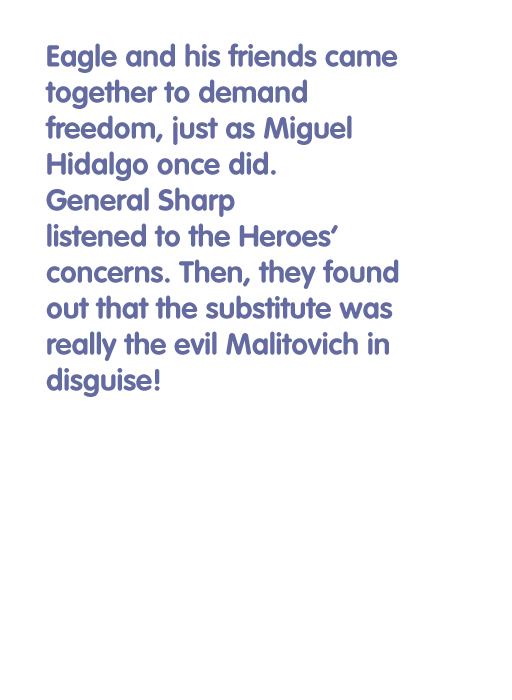 Eagle and his friends came
together to demand
freedom, just as Miguel
Hidalgo once did.
General Sharp
listened to the Heroes’
concerns. Then, they found
out that the substitute was
really the evil Malitovich in
disguise!